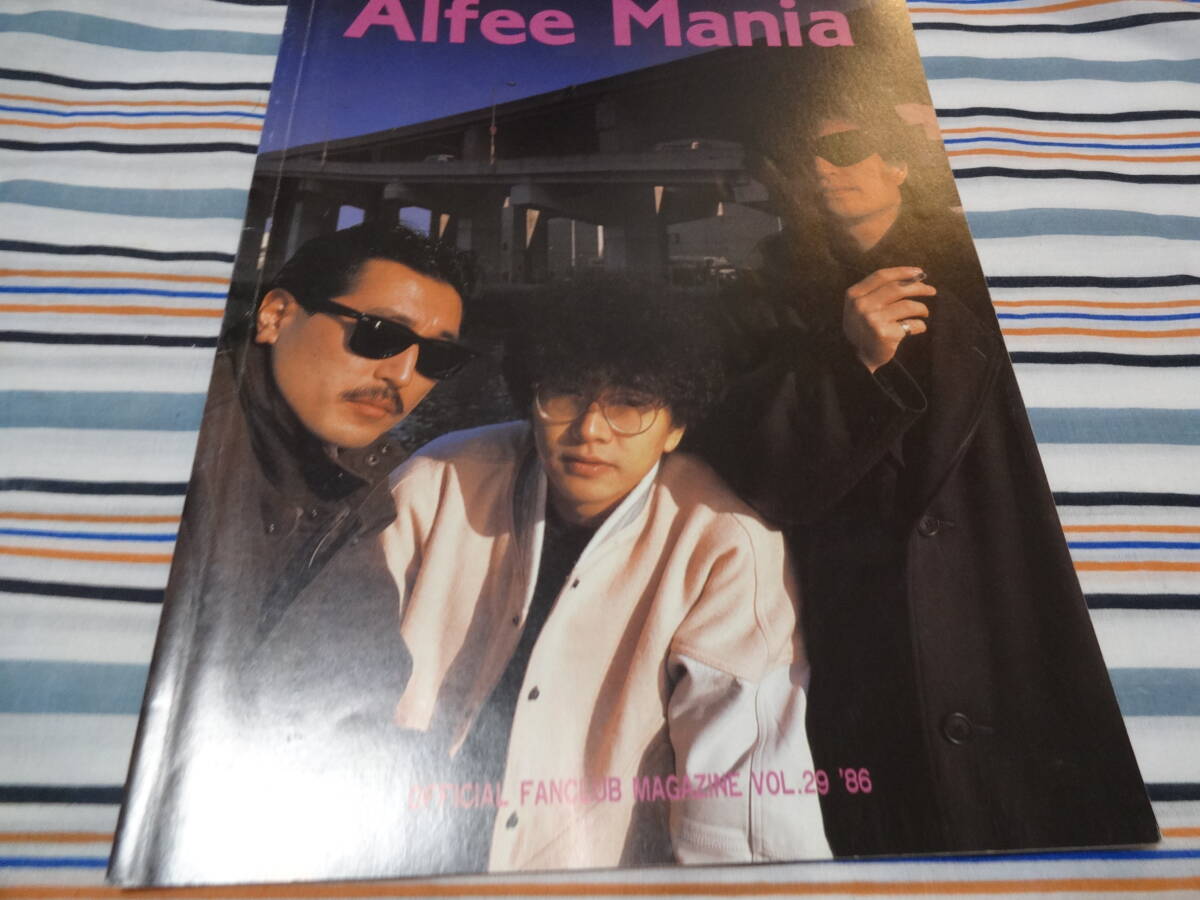 Alfee Mania
OFFICIAL FANCLUB MAGAZINE VOL.29 '86